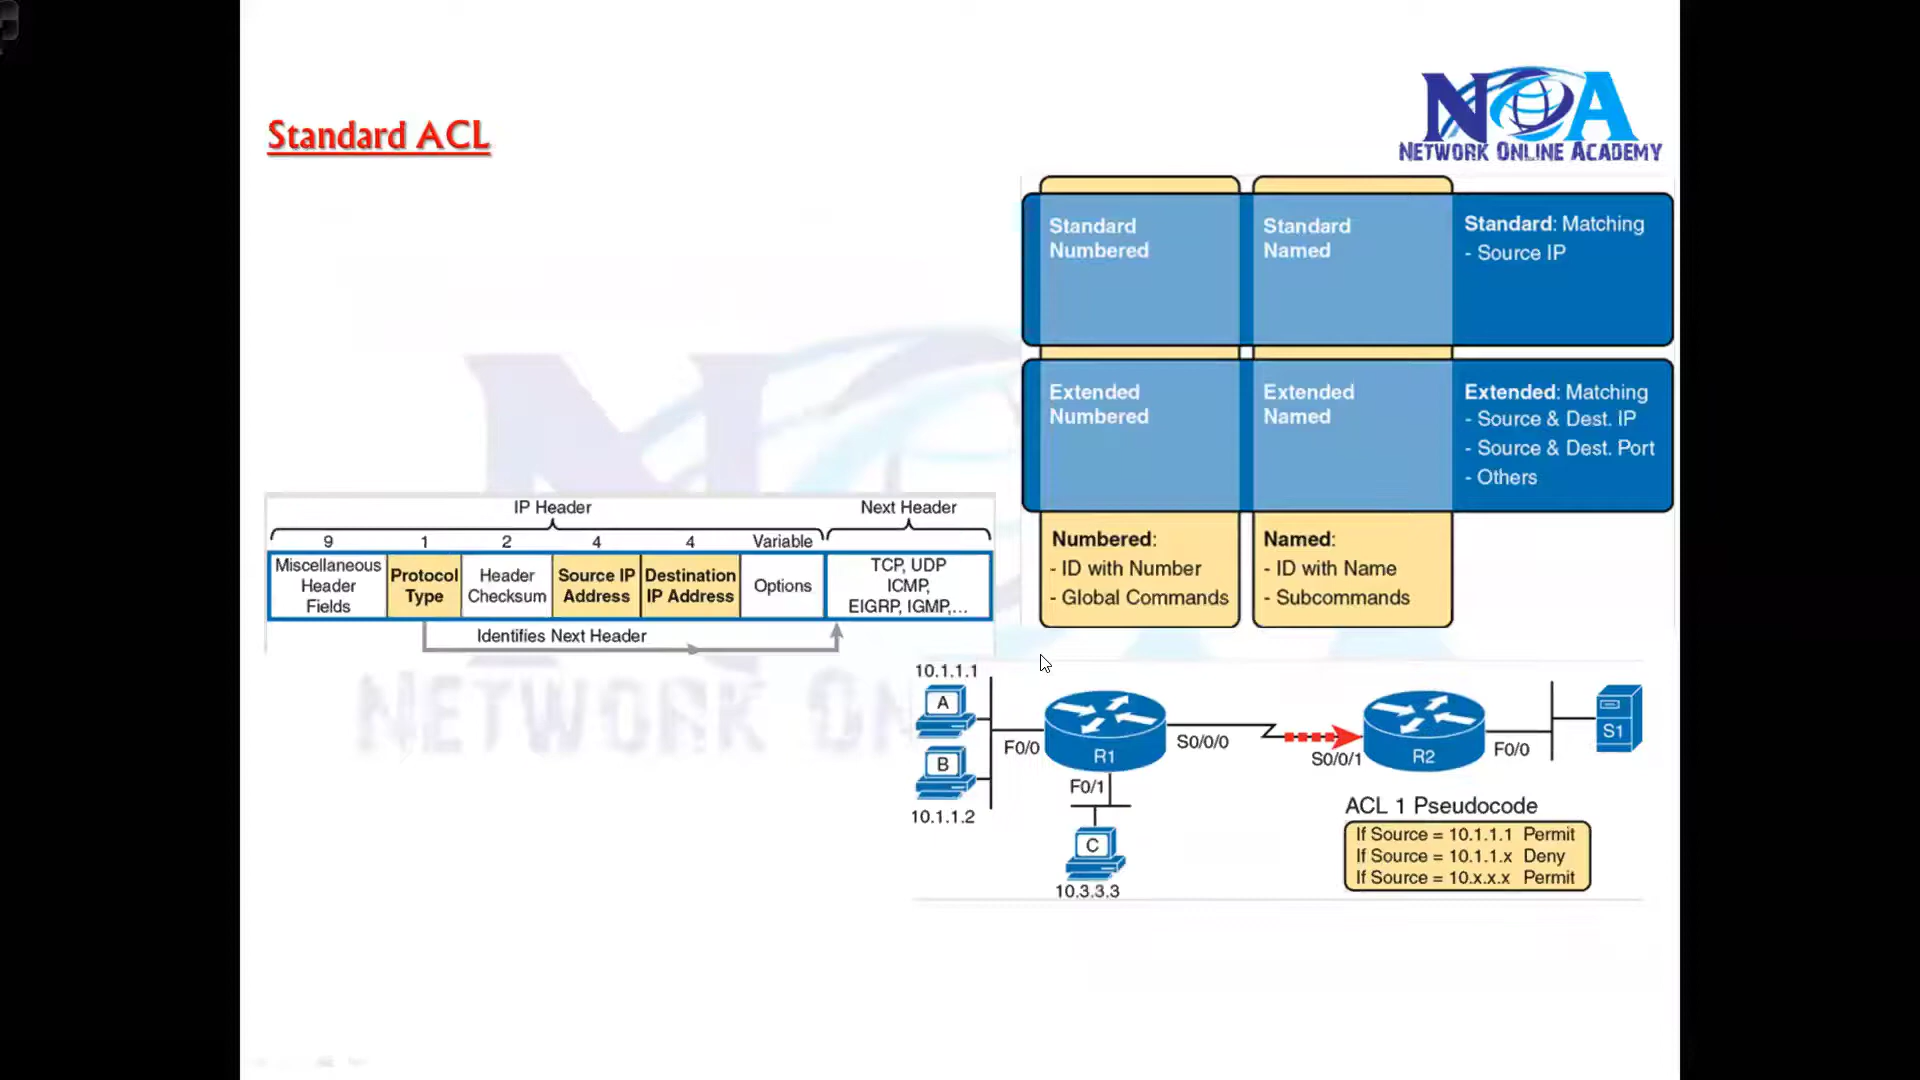 Standard ACL
NOA
NETWORK ONLINE ACADEMY
Standard
Numbered
Standard
Named
Standard: Matching
- Source IP
Extended
Numbered
Extended
Named
Extended: Matching
- Source & Dest. IP
- Source & Dest. Port
- Others
Numbered:
- ID with Number
- Global Commands
Named:
- ID with Name
- Subcommands
IP Header
Next Header
9
1
2
4
4
Variable
Miscellaneous
Header
Fields
Protocol
Type
Header
Checksum
Source IP
Address
Destination
IP Address
Options
TCP, UDP
ICMP,
EIGRP, IGMP,...
Identifies Next Header
NETWORK ON
10.1.1.1
A
B
10.1.1.2
F0/0
R1
S0/0/0
F0/1
C
10.3.3.3
S0/0/1
R2
F0/0
S1
ACL 1 Pseudocode
If Source = 10.1.1.1 Permit
If Source = 10.1.1.x Deny
If Source = 10.x.x.x Permit